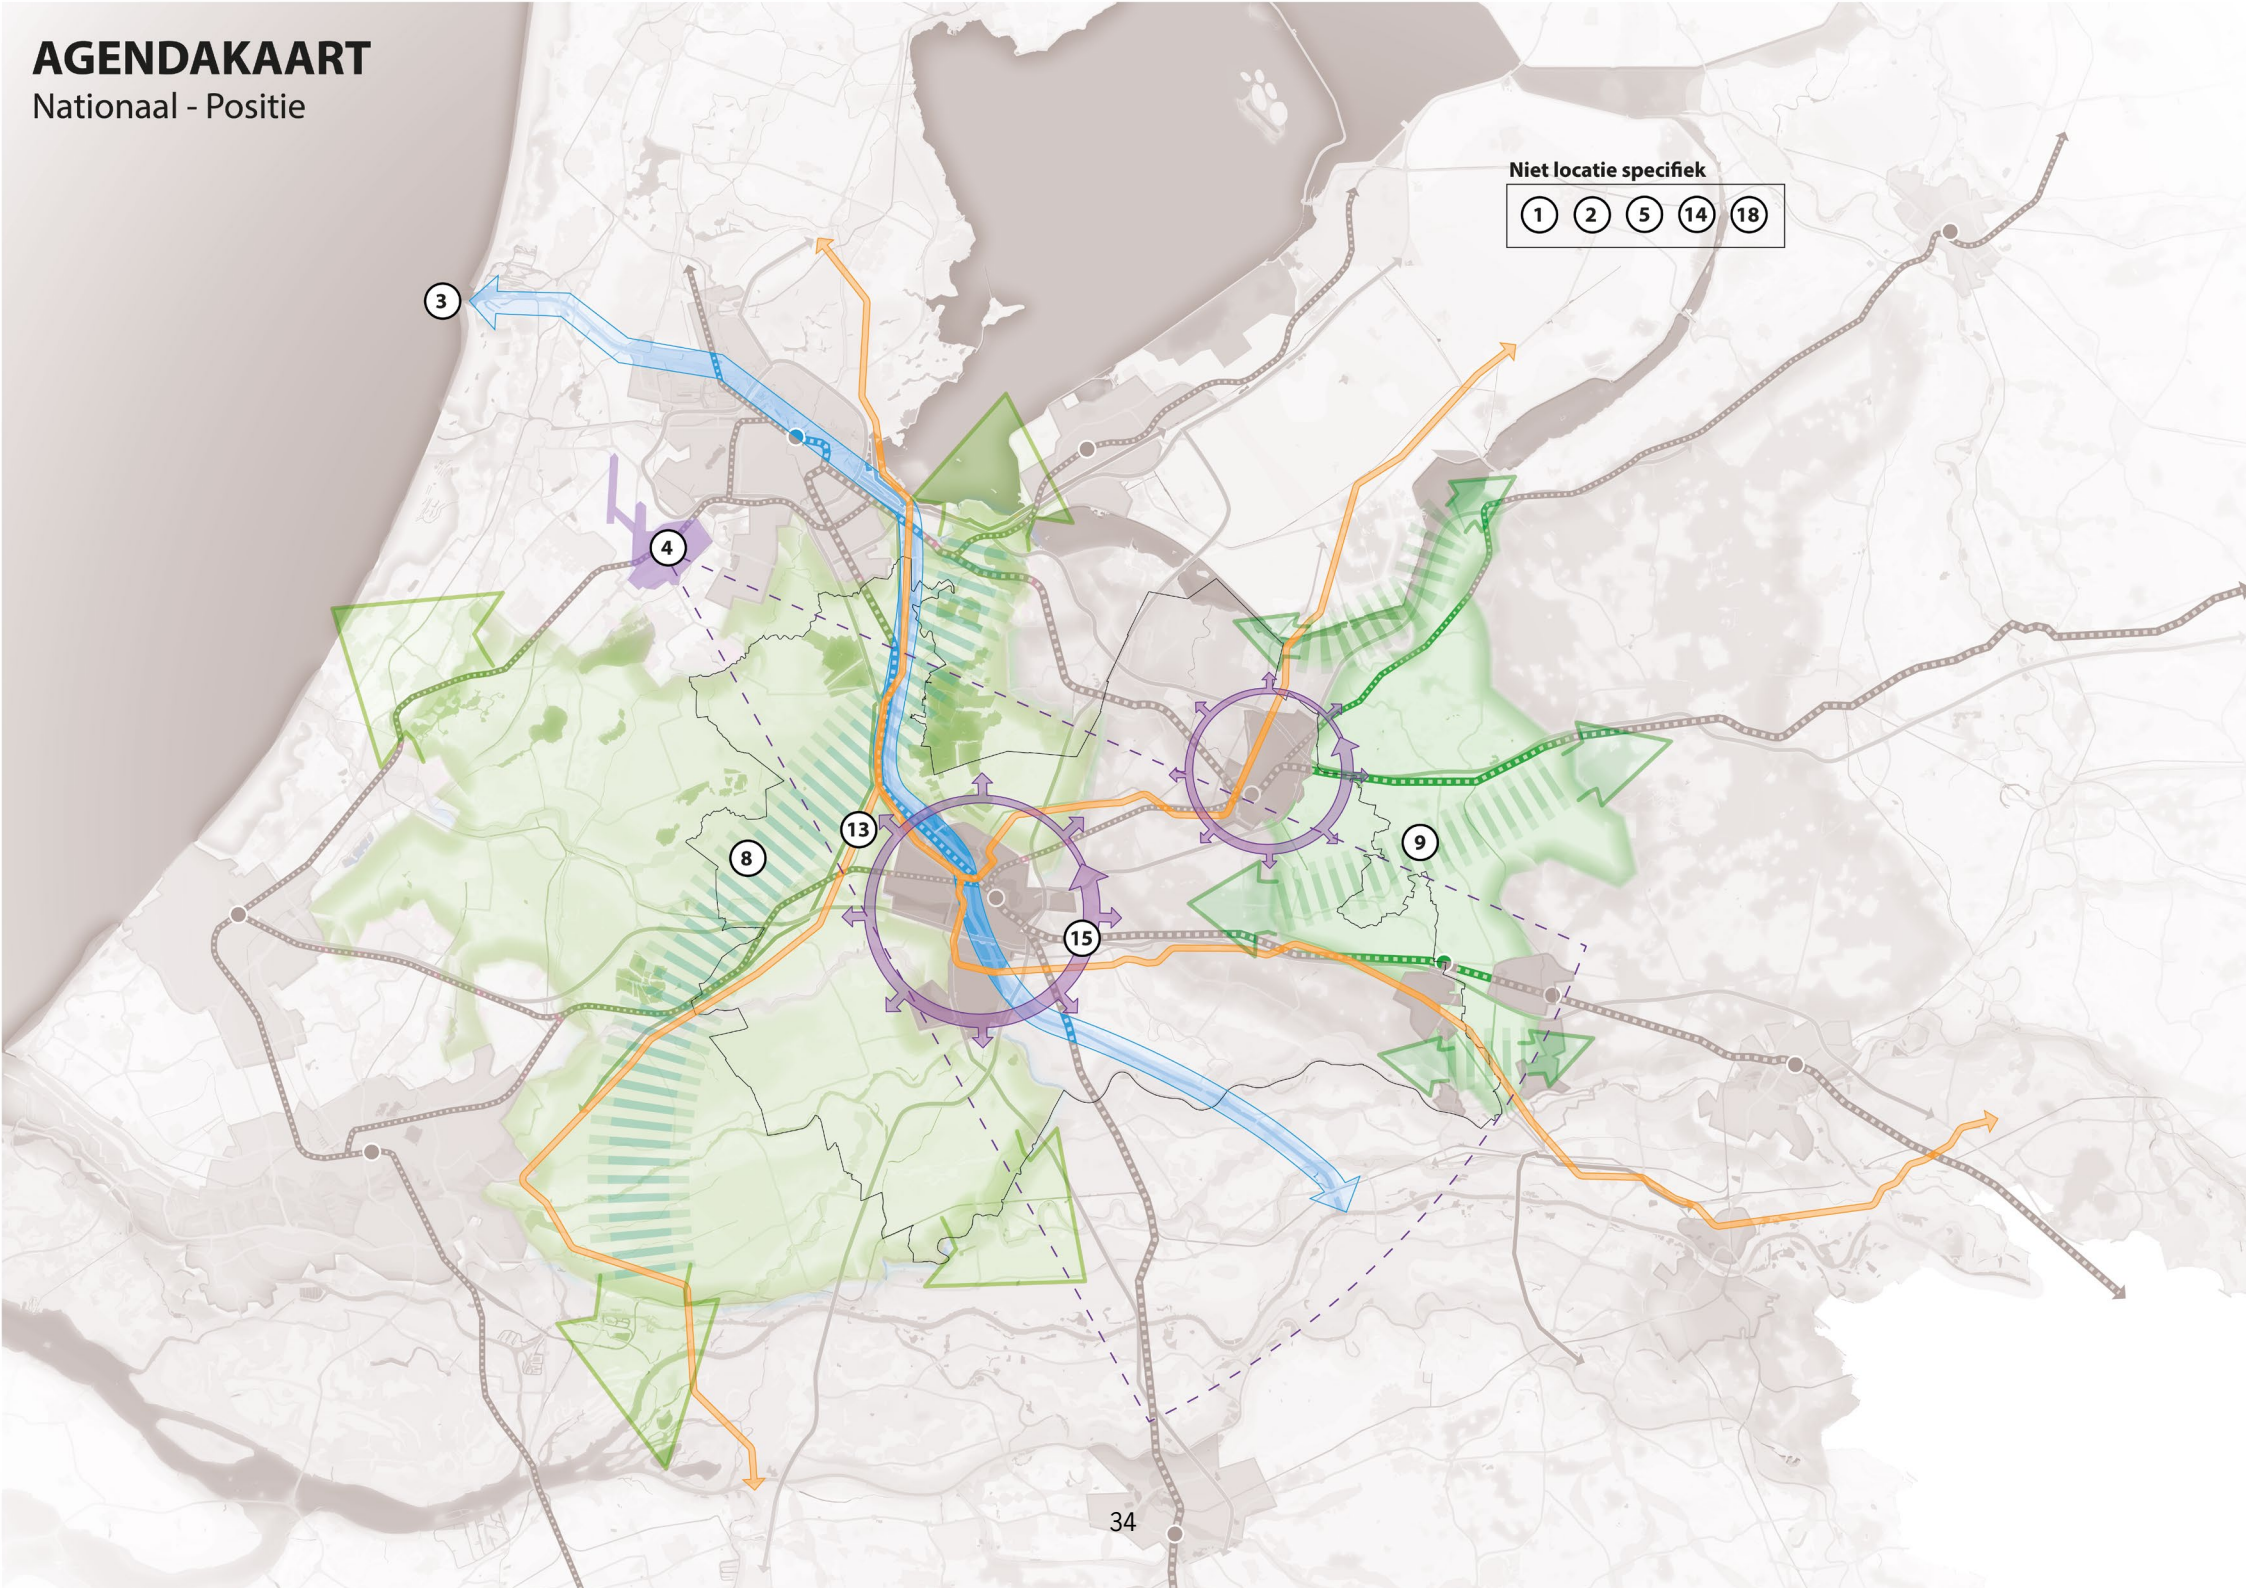 AGENDAKAART
Nationaal - Positie
Niet locatie specifiek
1 2 5 14 18
3
4
13
8
9
15
34